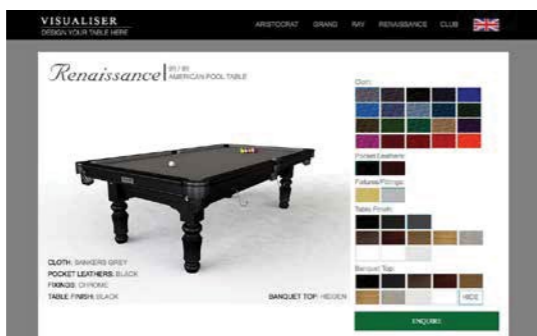 VISUALISER
DESIGN YOUR TABLE HERE
ARISTOCRAT GRAND RAY RENAISSANCE CLUB
Renaissance
AMERICAN POOL TABLE
Cloth:
Pocket Leathers:
Fixtures/Fittings:
Table Finish:
Banquet Top:
HIDE
CLOTH: BANKERS GREY
POCKET LEATHERS: BLACK
FIXINGS: CHROME
TABLE FINISH: BLACK
BANQUET TOP: HIDDEN
ENQUIRE